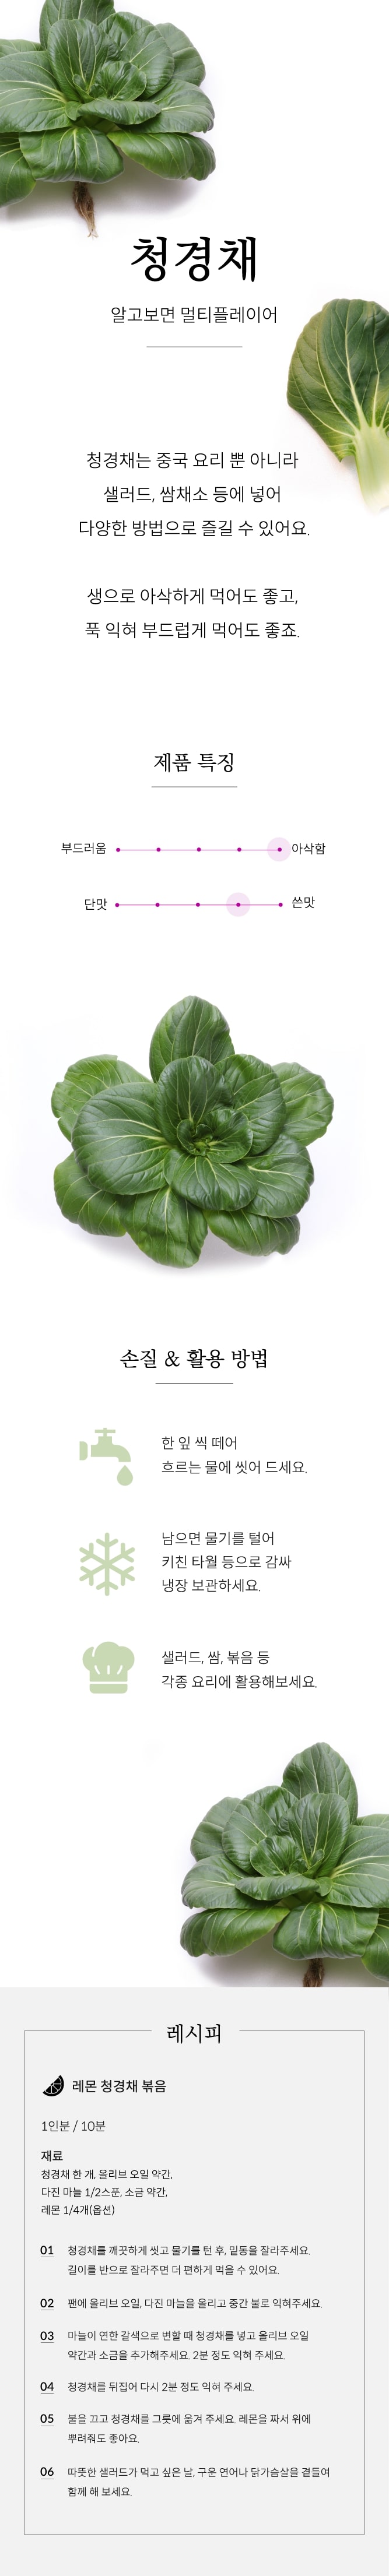 청경채
알고보면 멀티플레이어
청경채는 중국 요리 뿐 아니라
샐러드, 쌈채소 등에 넣어
다양한 방법으로 즐길 수 있어요.
생으로 아삭하게 먹어도 좋고,
푹 익혀 부드럽게 먹어도 좋죠.
제품 특징
부드러움 아삭함
단맛 쓴맛
손질 & 활용 방법
한 잎 씩 떼어
흐르는 물에 씻어 드세요.
남으면 물기를 털어
키친 타월 등으로 감싸
냉장 보관하세요.
샐러드, 쌈, 볶음 등
각종 요리에 활용해보세요.
레시피
레몬 청경채 볶음
1인분 / 10분
재료
청경채 한 개, 올리브 오일 약간,
다진 마늘 1/2스푼, 소금 약간,
레몬 1/4개(옵션)
01 청경채를 깨끗하게 씻고 물기를 턴 후, 밑동을 잘라주세요.
길이를 반으로 잘라주면 더 편하게 먹을 수 있어요.
02 팬에 올리브 오일, 다진 마늘을 올리고 중간 불로 익혀주세요.
03 마늘이 연한 갈색으로 변할 때 청경채를 넣고 올리브 오일
약간과 소금을 추가해주세요. 2분 정도 익혀 주세요.
04 청경채를 뒤집어 다시 2분 정도 익혀 주세요.
05 불을 끄고 청경채를 그릇에 옮겨 주세요. 레몬을 짜서 위에
뿌려줘도 좋아요.
06 따뜻한 샐러드가 먹고 싶은 날, 구운 연어나 닭가슴살을 곁들여
함께 해 보세요.